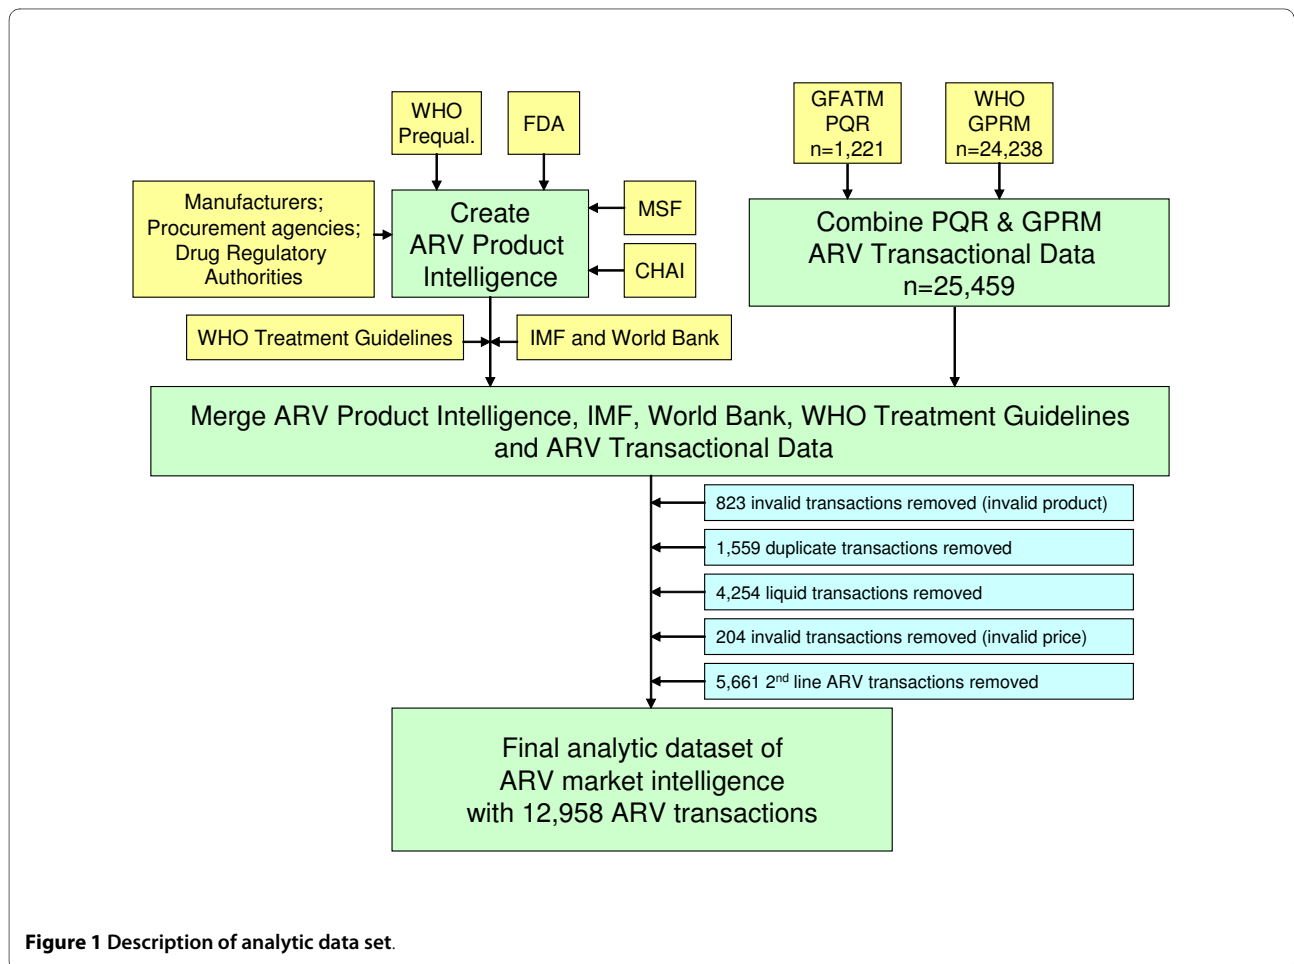 WHO
Prequal.
FDA
GFATM
PQR
n=1,221
WHO
GPRM
n=24,238
Manufacturers;
Procurement agencies;
Drug Regulatory
Authorities
Create
ARV Product
Intelligence
MSF
CHAI
Combine PQR & GPRM
ARV Transactional Data
n=25,459
WHO Treatment Guidelines
IMF and World Bank
Merge ARV Product Intelligence, IMF, World Bank, WHO Treatment Guidelines
and ARV Transactional Data
823 invalid transactions removed (invalid product)
1,559 duplicate transactions removed
4,254 liquid transactions removed
204 invalid transactions removed (invalid price)
5,661 2nd line ARV transactions removed
Final analytic dataset of
ARV market intelligence
with 12,958 ARV transactions
Figure 1 Description of analytic data set.